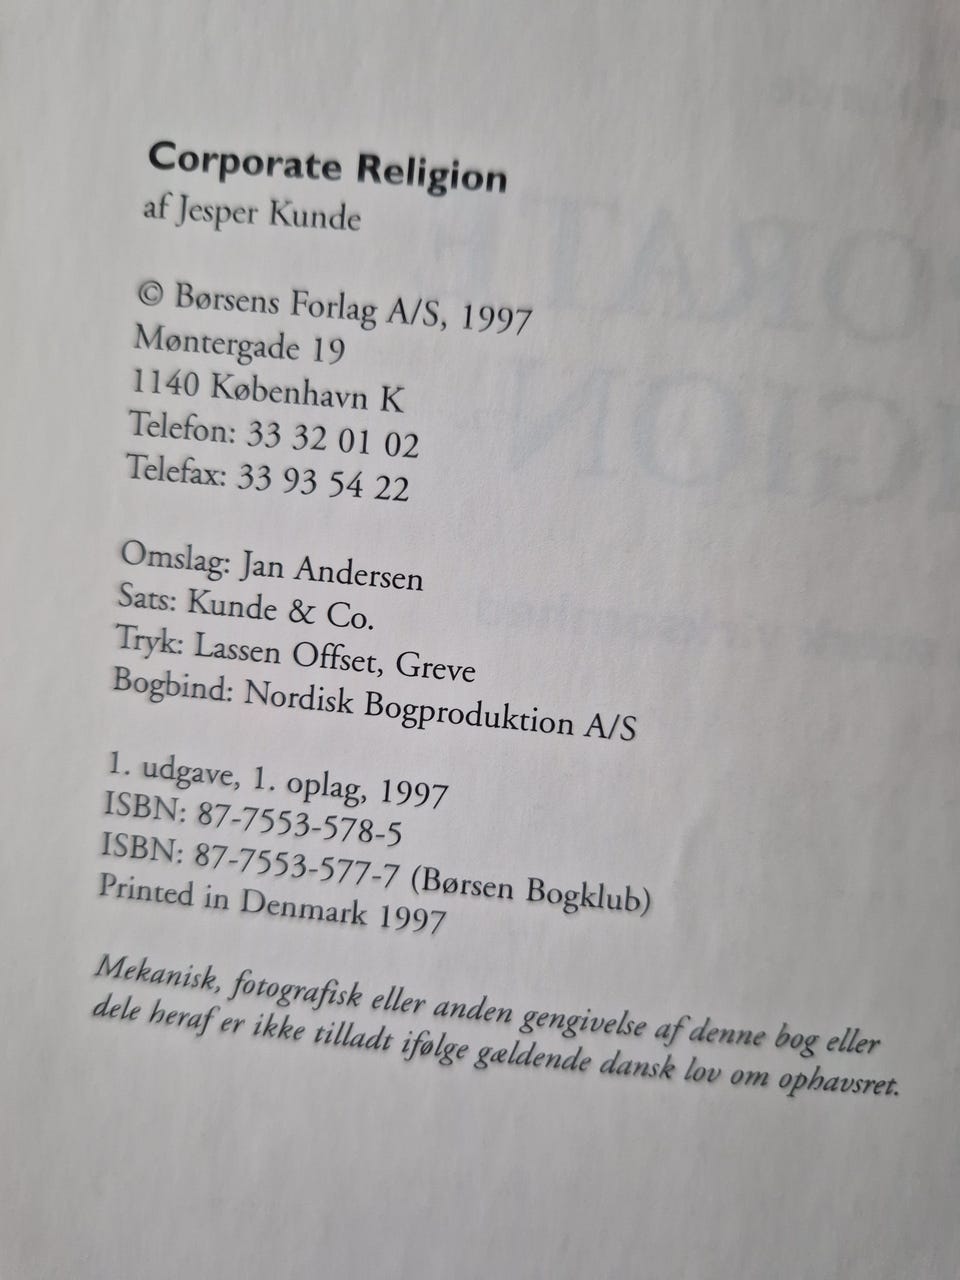 Corporate Religion
af Jesper Kunde
© Børsens Forlag A/S, 1997
Møntergade 19
1140 København K
Telefon: 33 32 01 02
Telefax: 33 93 54 22
Omslag: Jan Andersen
Sats: Kunde & Co.
Tryk: Lassen Offset, Greve
Bogbind: Nordisk Bogproduktion A/S
1. udgave, 1. oplag, 1997
ISBN: 87-7553-578-5
ISBN: 87-7553-577-7 (Børsen Bogklub)
Printed in Denmark 1997
Mekanisk, fotografisk eller anden gengivelse af denne bog eller
dele heraf er ikke tilladt ifølge gældende dansk lov om ophavsret.